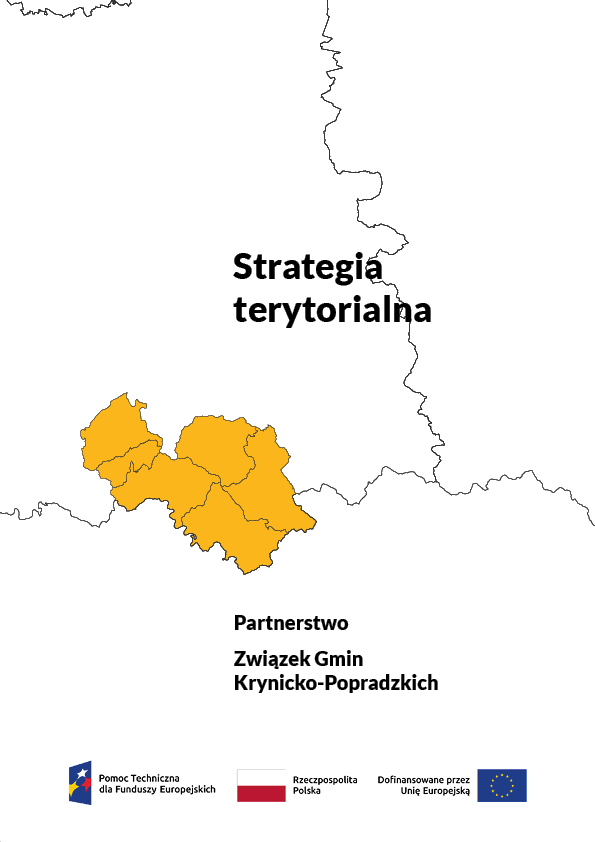 Strategia
terytorialna
Partnerstwo
Związek Gmin
Krynicko-Popradzkich
Pomoc Techniczna
dla Funduszy Europejskich
Rzeczpospolita
Polska
Dofinansowane przez
Unię Europejską